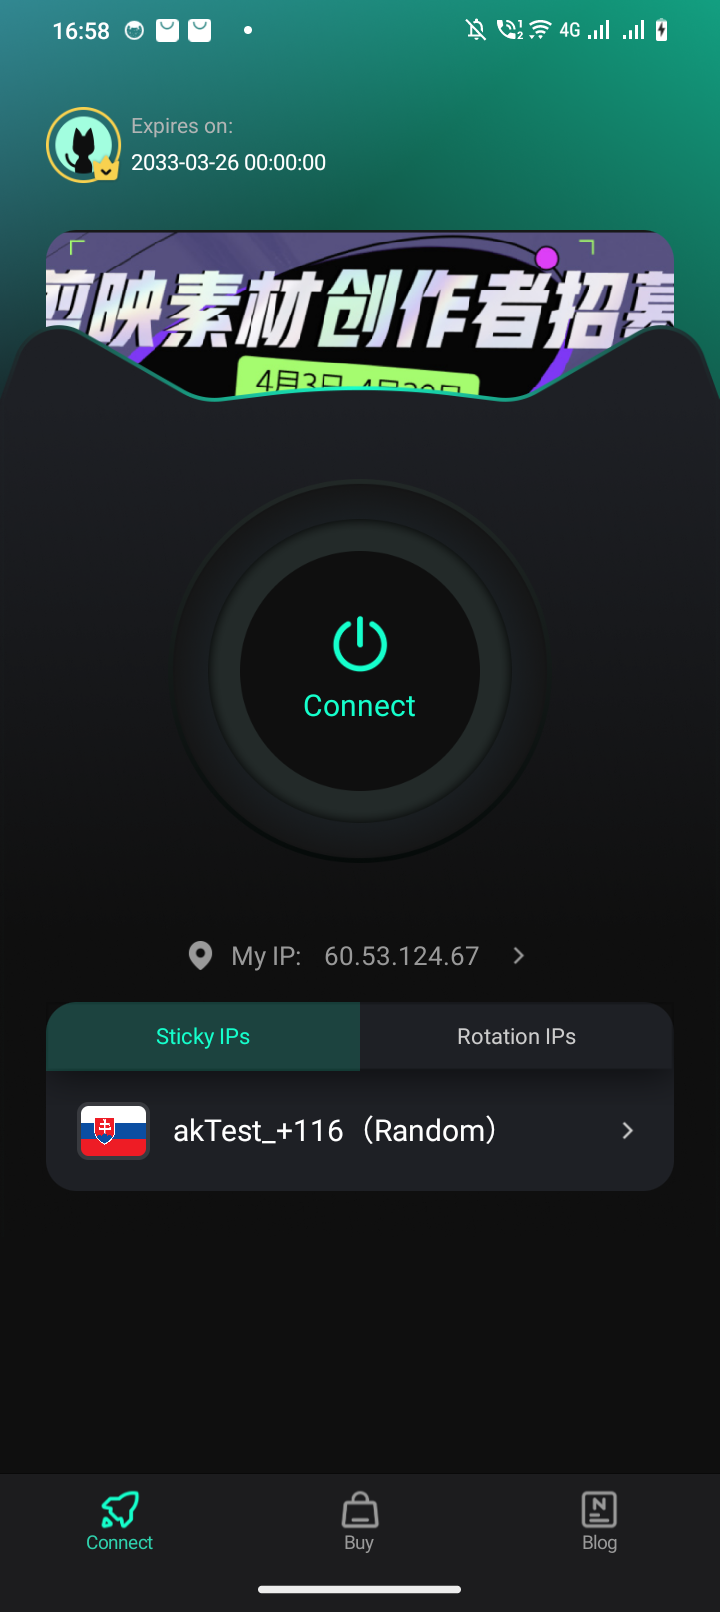 16:58
4G
Expires on:
2033-03-26 00:00:00
剪映素材创作者招募
4月3日-4月30日
Connect
My IP: 60.53.124.67
Sticky IPs
Rotation IPs
akTest_+116（Random）
Connect
Buy
Blog